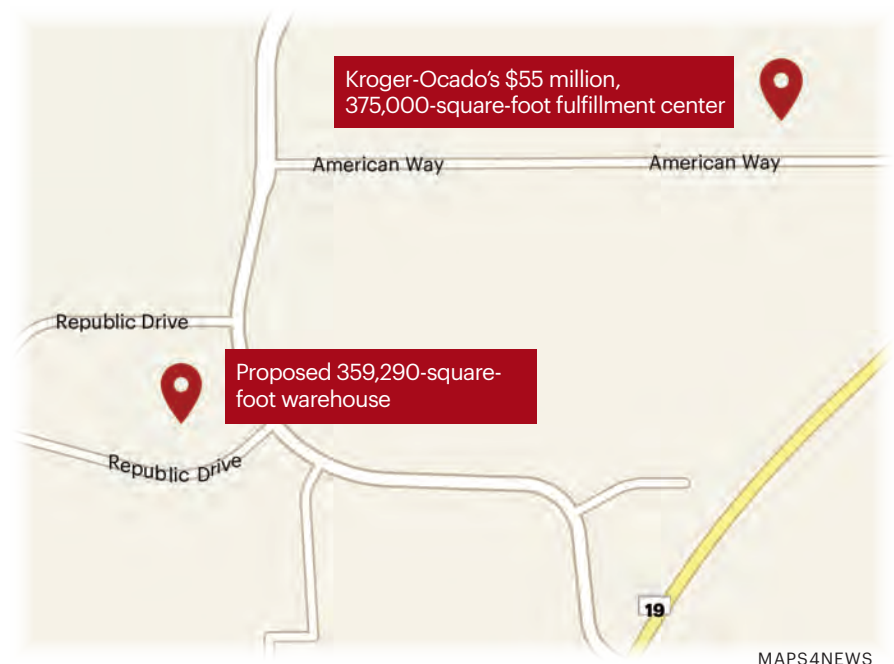 Kroger-Ocado's $55 million,
375,000-square-foot fulfillment center
American Way
American Way
Republic Drive
Proposed 359,290-square-
foot warehouse
Republic Drive
19
MAPS4NEWS